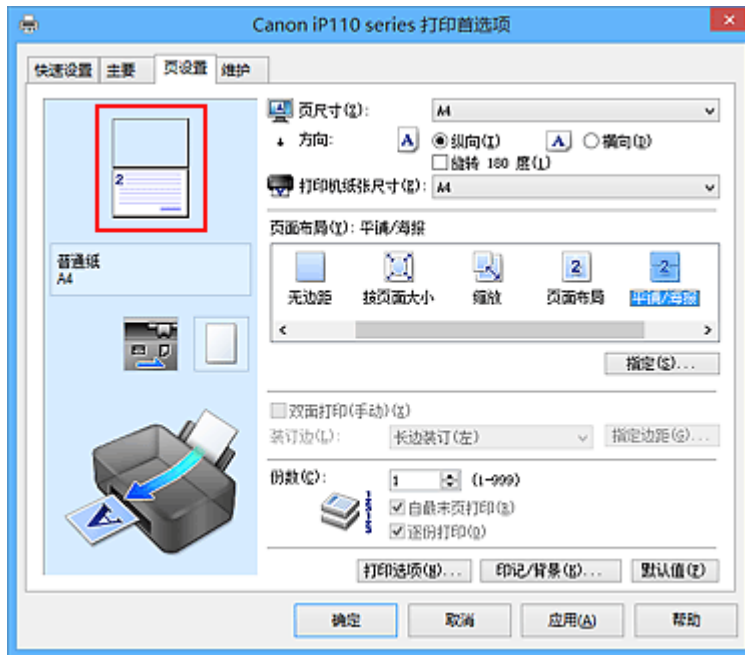 Canon iP110 series 打印首选项
快速设置 主要 页设置 维护
2
页尺寸(Z): A4
方向: A 纵向(I) A 横向(D)
旋转 180 度(1)
打印机纸张尺寸(E): A4
页面布局(Y): 平铺/海报
普通纸
A4
2 2
无边距 按页面大小 缩放 页面布局 平铺/海报
指定(S)...
双面打印(手动)(X)
装订边(L): 长边装订(左) 指定边距(G)...
份数(C): 1 (1-999)
自最末页打印(R)
逐份打印(O)
A
打印选项(N)... 印记/背景(B)... 默认值(F)
确定 取消 应用(A) 帮助